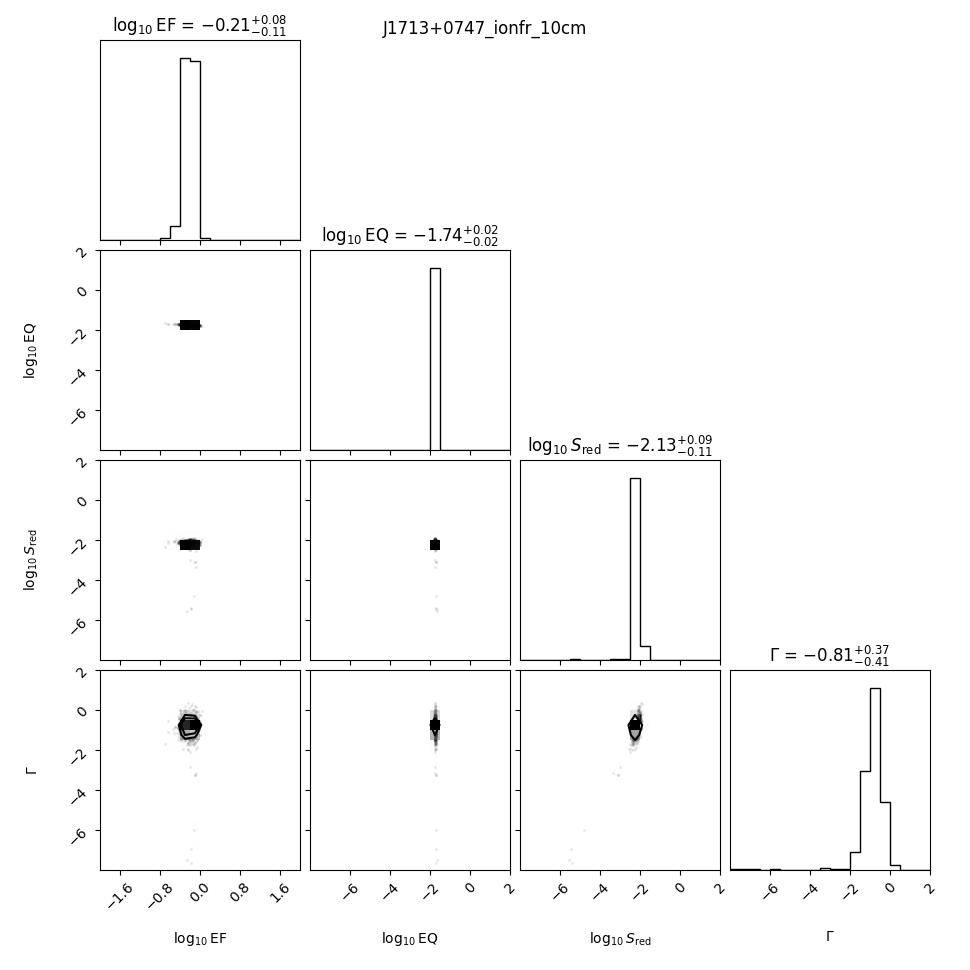 log₁₀ EF = −0.21+0.08 −0.11
J1713+0747_ionfr_10cm
log₁₀ EQ = −1.74+0.02 −0.02
2
0
−2
−4
−6
log₁₀ EQ
log₁₀ Sred = −2.13+0.09 −0.11
2
0
−2
−4
−6
log₁₀ Sred
Γ = −0.81+0.37 −0.41
2
0
−2
−4
−6
Γ
−1.6 −0.8 0.0 0.8 1.6
−6 −4 −2 0 2
−6 −4 −2 0 2
−6 −4 −2 0 2
log₁₀ EF
log₁₀ EQ
log₁₀ Sred
Γ